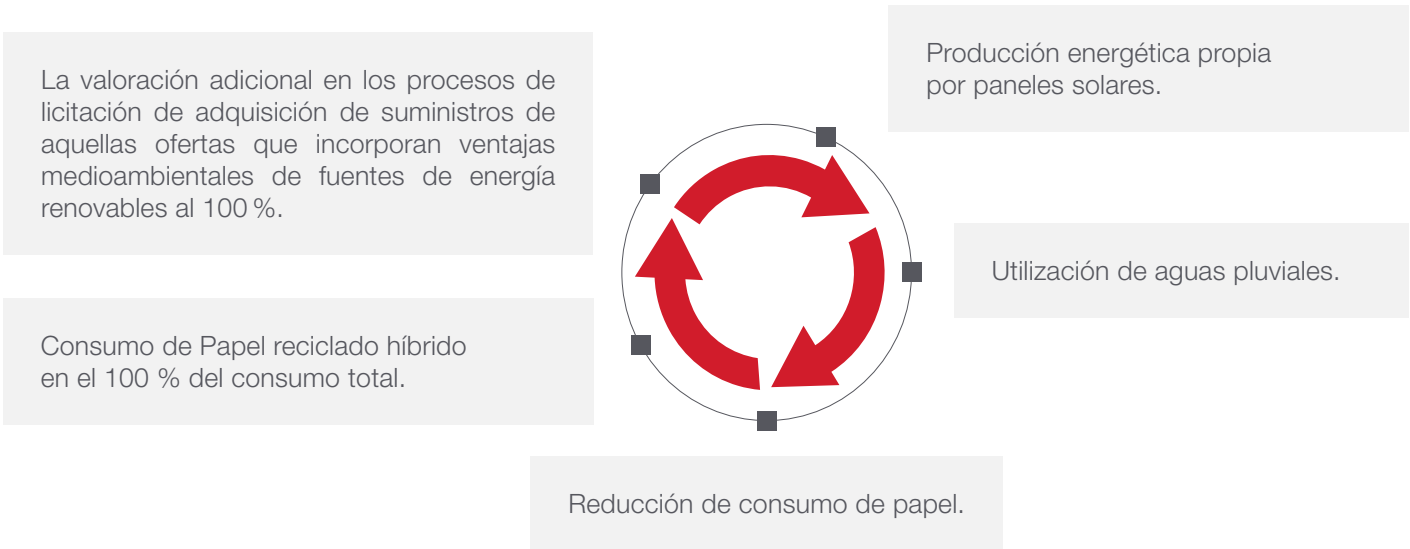 La valoración adicional en los procesos de
licitación de adquisición de suministros de
aquellas ofertas que incorporan ventajas
medioambientales de fuentes de energía
renovables al 100 %.
Producción energética propia
por paneles solares.
Utilización de aguas pluviales.
Consumo de Papel reciclado híbrido
en el 100 % del consumo total.
Reducción de consumo de papel.